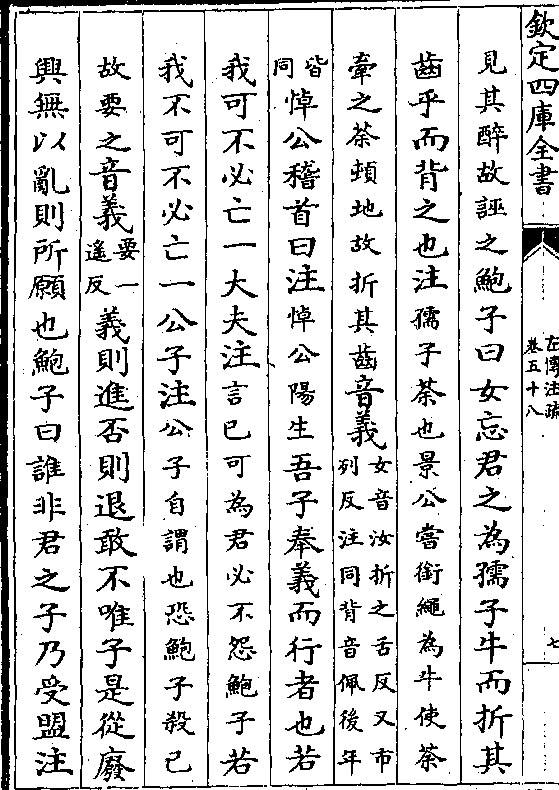 欽定四庫全書
左傳注疏
卷五十八
七
見其醉故誣之鮑子曰女忘君之為孺子牛而折其
齒乎而背之也注孺子荼也景公嘗銜繩為牛使荼
牽之荼頓地故折其齒音義女音汝折之舌反又市列反注同背音佩後年
皆同悼公稽首曰注悼公陽生吾子奉義而行者也若
我可不必亡一大夫注言已可為君必不怨鮑子若
我不可不必亡一公子注公子自謂也恐鮑子殺已
故要之音義要一遙反義則進否則退敢不唯子是從廢
興無以亂則所願也鮑子曰誰非君之子乃受盟注